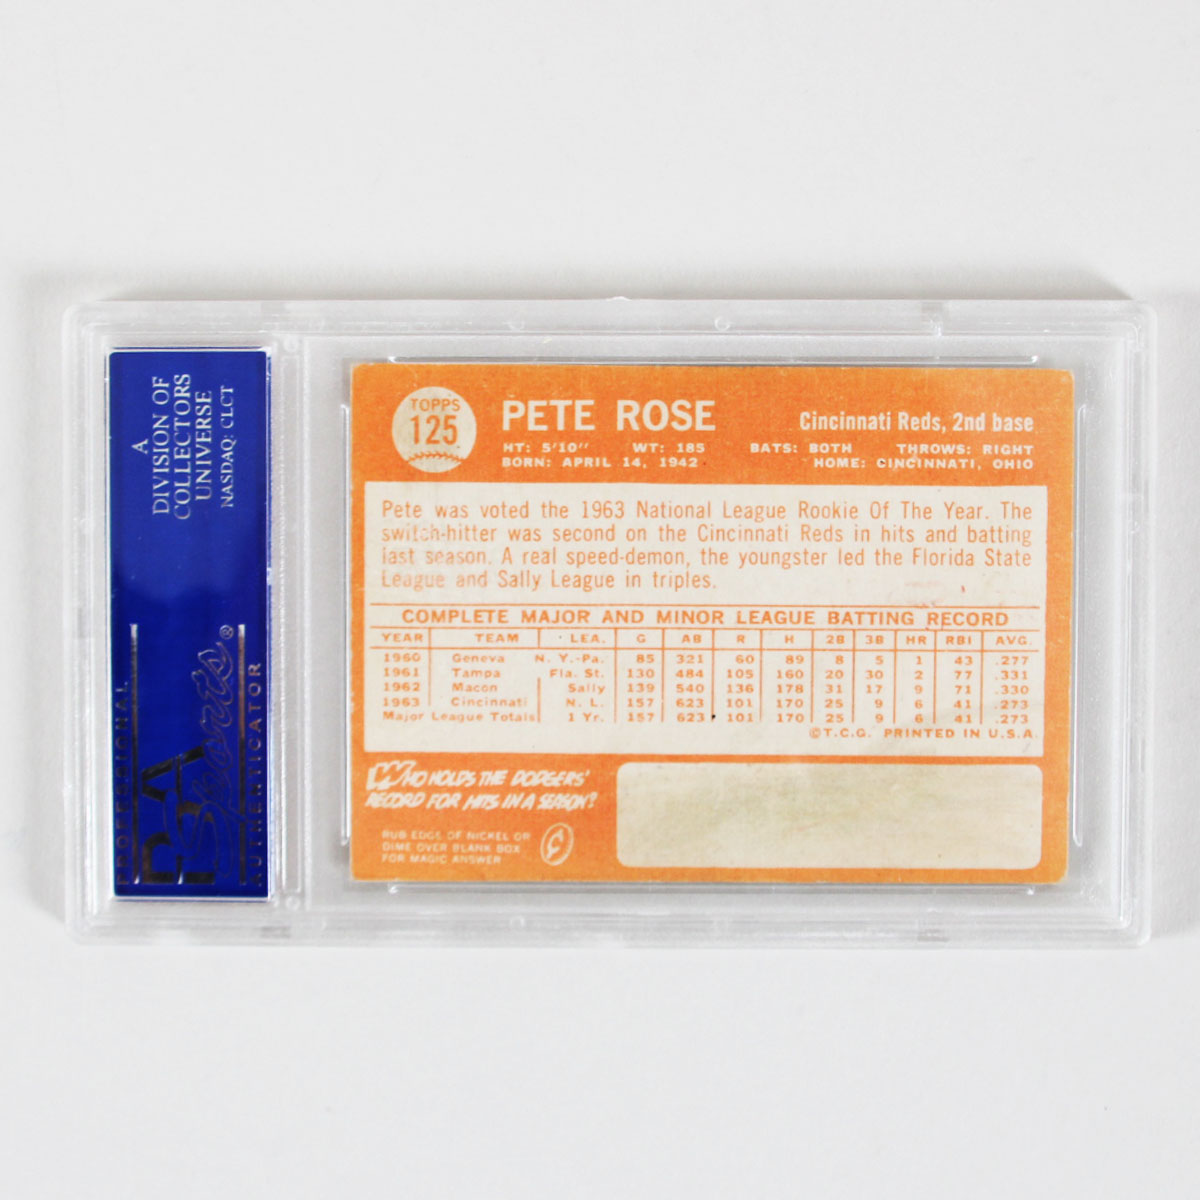 A
DIVISION OF
COLLECTORS
UNIVERSE
NASDAQ: CLCT
PROFESSIONAL
PSA
Sports®
AUTHENTICATOR
TOPPS
125
PETE ROSE
Cincinnati Reds, 2nd base
HT: 5'10" WT: 185 BATS: BOTH THROWS: RIGHT
BORN: APRIL 14, 1942 HOME: CINCINNATI, OHIO
Pete was voted the 1963 National League Rookie Of The Year. The
switch-hitter was second on the Cincinnati Reds in hits and batting
last season. A real speed-demon, the youngster led the Florida State
League and Sally League in triples.
COMPLETE MAJOR AND MINOR LEAGUE BATTING RECORD
YEAR TEAM LEA. G AB R H 2B 3B HR RBI AVG.
1960 Geneva N. Y.-Pa. 85 321 60 89 8 5 1 43 .277
1961 Tampa Fla. St. 130 484 105 160 20 30 2 77 .331
1962 Macon Sally 139 540 136 178 31 17 9 71 .330
1963 Cincinnati N. L. 157 623 101 170 25 9 6 41 .273
Major League Totals 1 Yr. 157 623 101 170 25 9 6 41 .273
©T.C.G. PRINTED IN U.S.A.
WHO HOLDS THE DODGERS'
RECORD FOR HITS IN A SEASON?
RUB EDGE OF NICKEL OR
DIME OVER BLANK BOX
FOR MAGIC ANSWER
¢